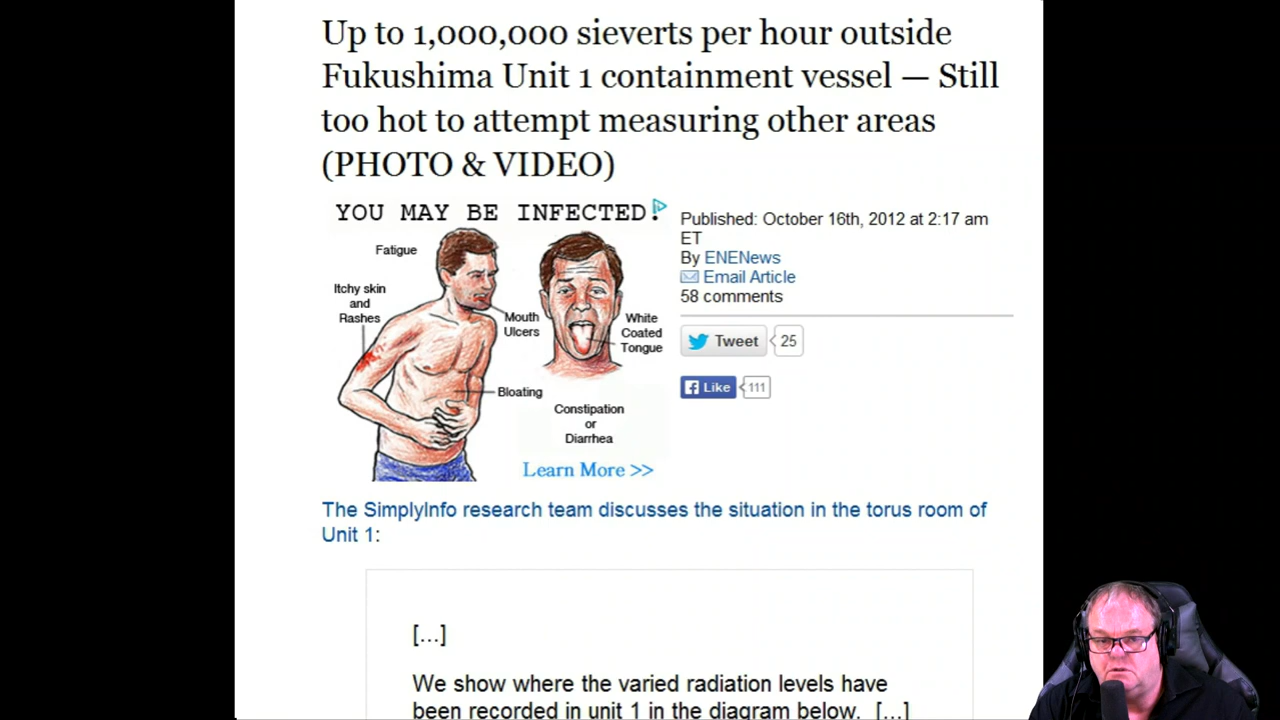 Up to 1,000,000 sieverts per hour outside
Fukushima Unit 1 containment vessel — Still
too hot to attempt measuring other areas
(PHOTO & VIDEO)
YOU MAY BE INFECTED!
Fatigue
Itchy skin
and
Rashes
Mouth
Ulcers
White
Coated
Tongue
Bloating
Constipation
or
Diarrhea
Learn More >>
Published: October 16th, 2012 at 2:17 am
ET
By ENENews
Email Article
58 comments
Tweet 25
Like 111
The SimplyInfo research team discusses the situation in the torus room of
Unit 1:
[…]
We show where the varied radiation levels have
been recorded in unit 1 in the diagram below. […]